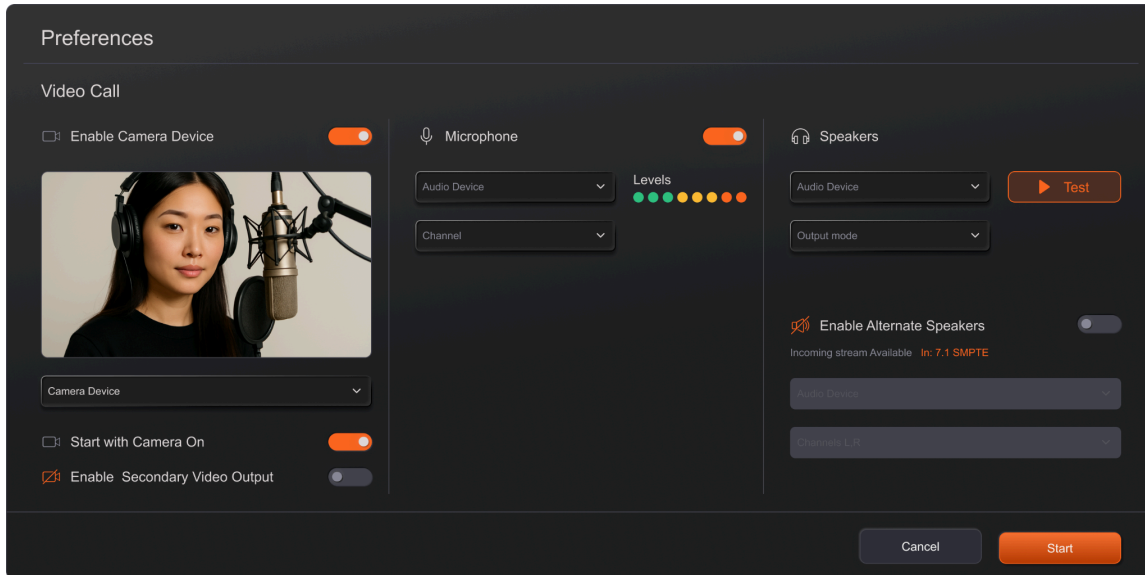 Preferences
Video Call
Enable Camera Device
Camera Device
Start with Camera On
Enable Secondary Video Output
Microphone
Audio Device
Levels
Channel
Speakers
Audio Device
Test
Output mode
Enable Alternate Speakers
Incoming stream Available In: 7.1 SMPTE
Audio Device
Channels L,R
Cancel
Start